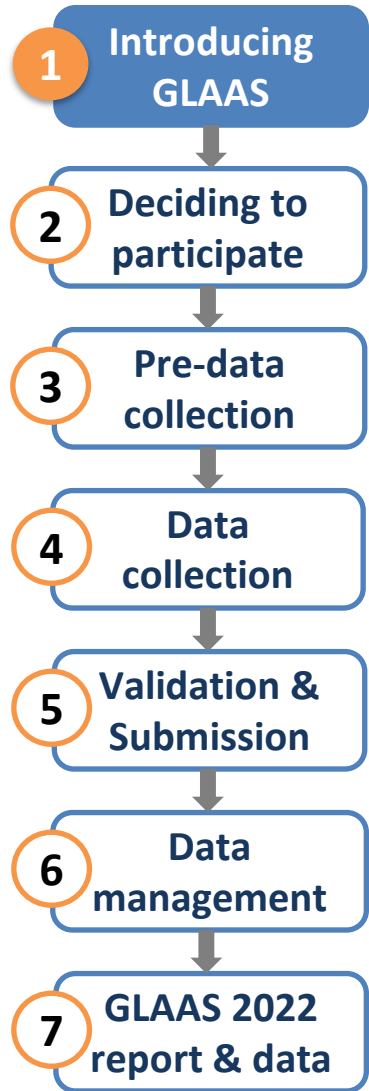 1
Introducing
GLAAS
2
Deciding to
participate
3
Pre-data
collection
4
Data
collection
5
Validation &
Submission
6
Data
management
7
GLAAS 2022
report & data